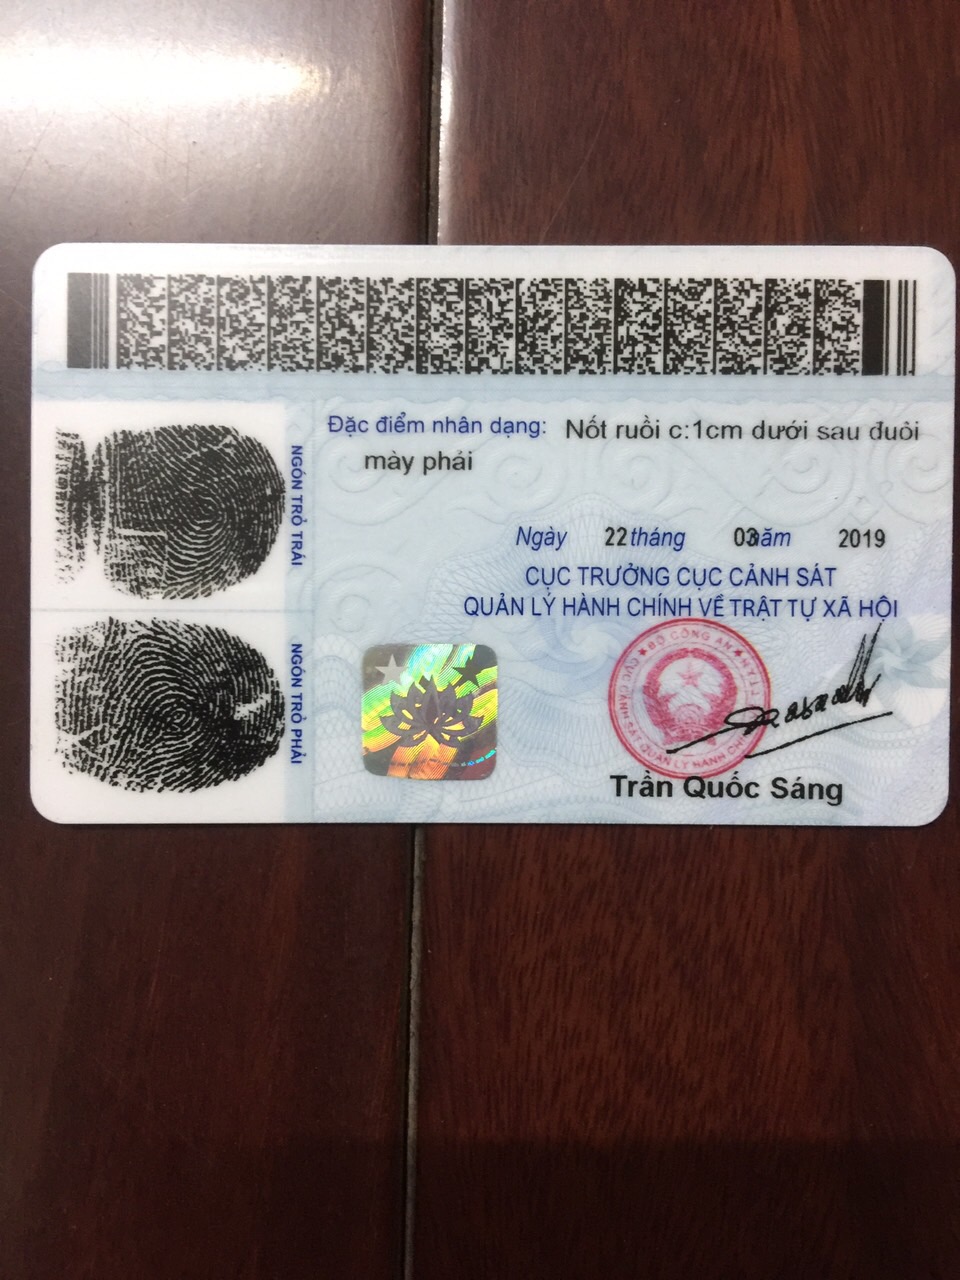 Đặc điểm nhân dạng: Nốt ruồi c:1cm dưới sau đuôi
mày phải
NGÓN TRỎ TRÁI
Ngày 22 tháng 03 năm 2019
CỤC TRƯỞNG CỤC CẢNH SÁT
QUẢN LÝ HÀNH CHÍNH VỀ TRẬT TỰ XÃ HỘI
NGÓN TRỎ PHẢI
BỘ CÔNG AN
CỤC CẢNH SÁT QUẢN LÝ HÀNH CHÍNH
Trần Quốc Sáng